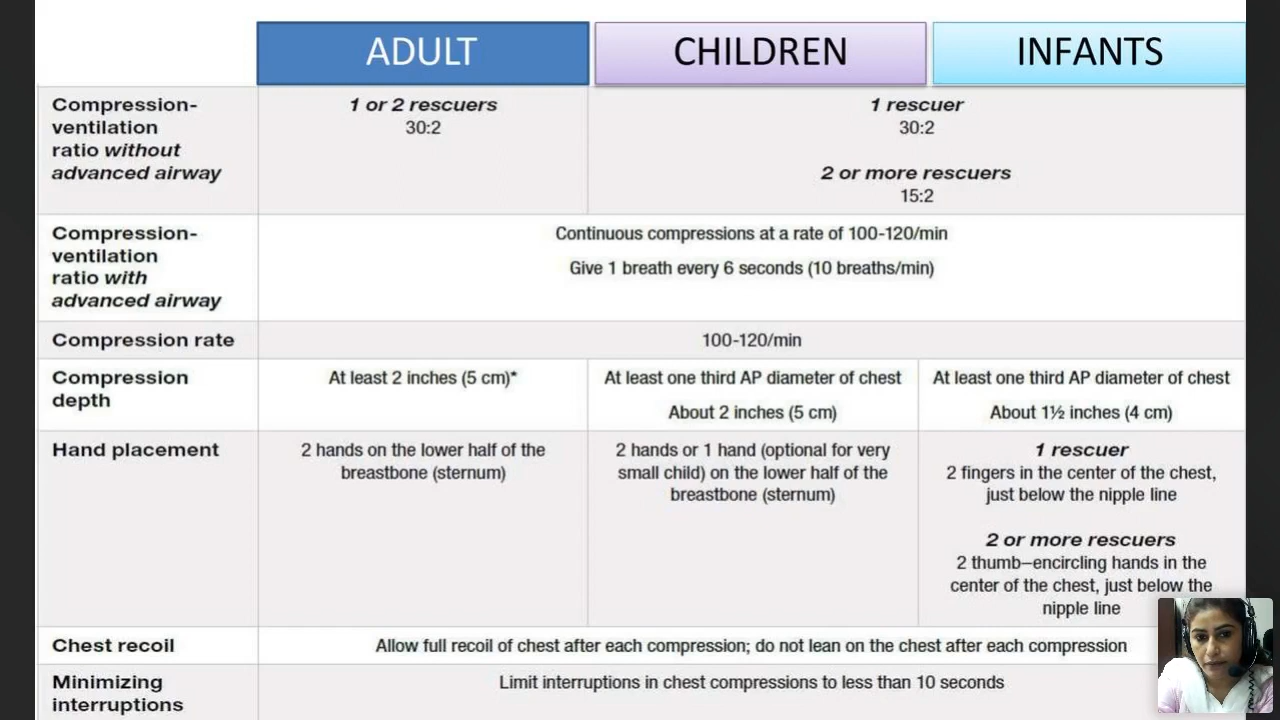 ADULT
CHILDREN
INFANTS
Compression-
ventilation
ratio without
advanced airway
1 or 2 rescuers
30:2
1 rescuer
30:2
2 or more rescuers
15:2
Compression-
ventilation
ratio with
advanced airway
Continuous compressions at a rate of 100-120/min
Give 1 breath every 6 seconds (10 breaths/min)
Compression rate
100-120/min
Compression
depth
At least 2 inches (5 cm)*
At least one third AP diameter of chest
About 2 inches (5 cm)
At least one third AP diameter of chest
About 1½ inches (4 cm)
Hand placement
2 hands on the lower half of the
breastbone (sternum)
2 hands or 1 hand (optional for very
small child) on the lower half of the
breastbone (sternum)
1 rescuer
2 fingers in the center of the chest,
just below the nipple line
2 or more rescuers
2 thumb–encircling hands in the
center of the chest, just below the
nipple line
Chest recoil
Allow full recoil of chest after each compression; do not lean on the chest after each compression
Minimizing
interruptions
Limit interruptions in chest compressions to less than 10 seconds